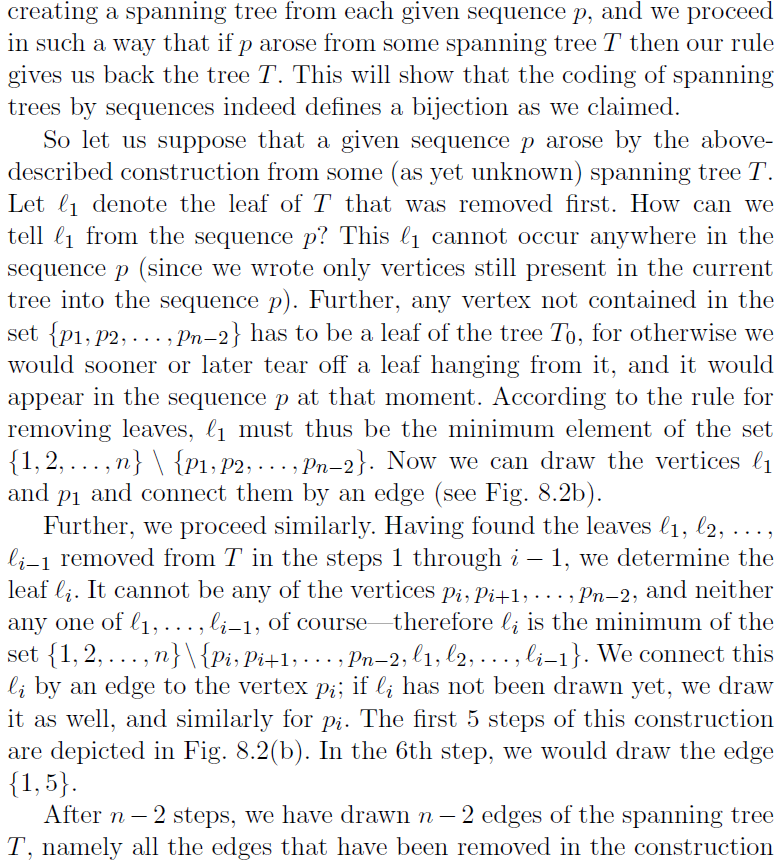 creating a spanning tree from each given sequence p, and we proceed
in such a way that if p arose from some spanning tree T then our rule
gives us back the tree T. This will show that the coding of spanning
trees by sequences indeed defines a bijection as we claimed.
So let us suppose that a given sequence p arose by the above-
described construction from some (as yet unknown) spanning tree T.
Let ℓ₁ denote the leaf of T that was removed first. How can we
tell ℓ₁ from the sequence p? This ℓ₁ cannot occur anywhere in the
sequence p (since we wrote only vertices still present in the current
tree into the sequence p). Further, any vertex not contained in the
set {p₁, p₂, . . . , pₙ₋₂} has to be a leaf of the tree T₀, for otherwise we
would sooner or later tear off a leaf hanging from it, and it would
appear in the sequence p at that moment. According to the rule for
removing leaves, ℓ₁ must thus be the minimum element of the set
{1, 2, . . . , n} \ {p₁, p₂, . . . , pₙ₋₂}. Now we can draw the vertices ℓ₁
and p₁ and connect them by an edge (see Fig. 8.2b).
Further, we proceed similarly. Having found the leaves ℓ₁, ℓ₂, . . . ,
ℓᵢ₋₁ removed from T in the steps 1 through i − 1, we determine the
leaf ℓᵢ. It cannot be any of the vertices pᵢ, pᵢ₊₁, . . . , pₙ₋₂, and neither
any one of ℓ₁, . . . , ℓᵢ₋₁, of course—therefore ℓᵢ is the minimum of the
set {1, 2, . . . , n}\{pᵢ, pᵢ₊₁, . . . , pₙ₋₂, ℓ₁, ℓ₂, . . . , ℓᵢ₋₁}. We connect this
ℓᵢ by an edge to the vertex pᵢ; if ℓᵢ has not been drawn yet, we draw
it as well, and similarly for pᵢ. The first 5 steps of this construction
are depicted in Fig. 8.2(b). In the 6th step, we would draw the edge
{1, 5}.
After n − 2 steps, we have drawn n − 2 edges of the spanning tree
T, namely all the edges that have been removed in the construction